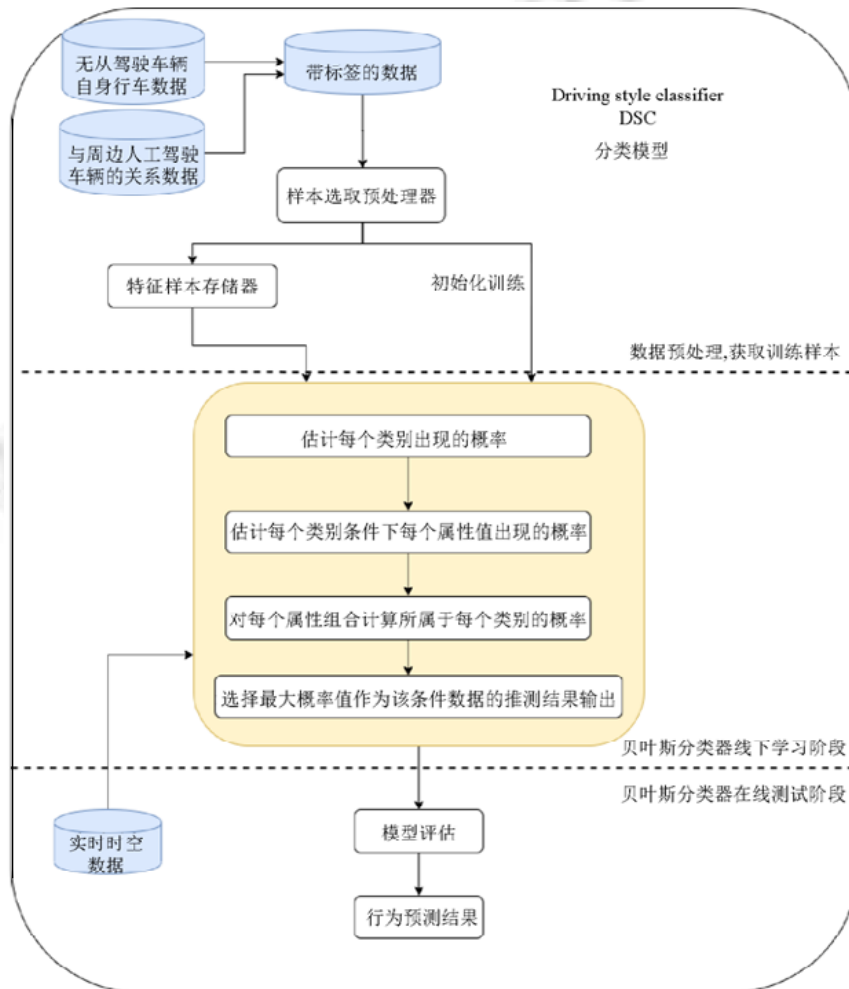 无从驾驶车辆
自身行车数据
带标签的数据
Driving style classifier
DSC
分类模型
与周边人工驾驶
车辆的关系数据
样本选取预处理器
特征样本存储器
初始化训练
数据预处理,获取训练样本
估计每个类别出现的概率
估计每个类别条件下每个属性值出现的概率
对每个属性组合计算所属于每个类别的概率
选择最大概率值作为该条件数据的推测结果输出
贝叶斯分类器线下学习阶段
贝叶斯分类器在线测试阶段
实时时空
数据
模型评估
行为预测结果